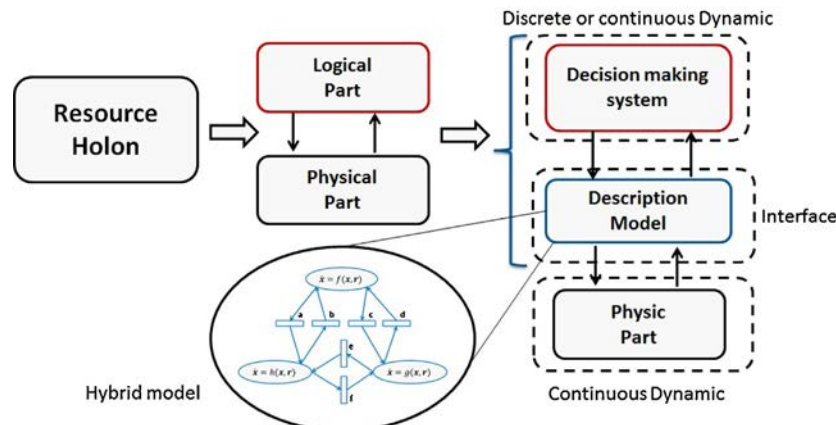 Discrete or continuous Dynamic
Resource
Holon
Logical
Part
Physical
Part
Decision making
system
Description
Model
Interface
Physic
Part
Continuous Dynamic
Hybrid model
ẋ = f(x,r)
a
b
c
d
e
ẋ = h(x,r)
ẋ = g(x,r)
f